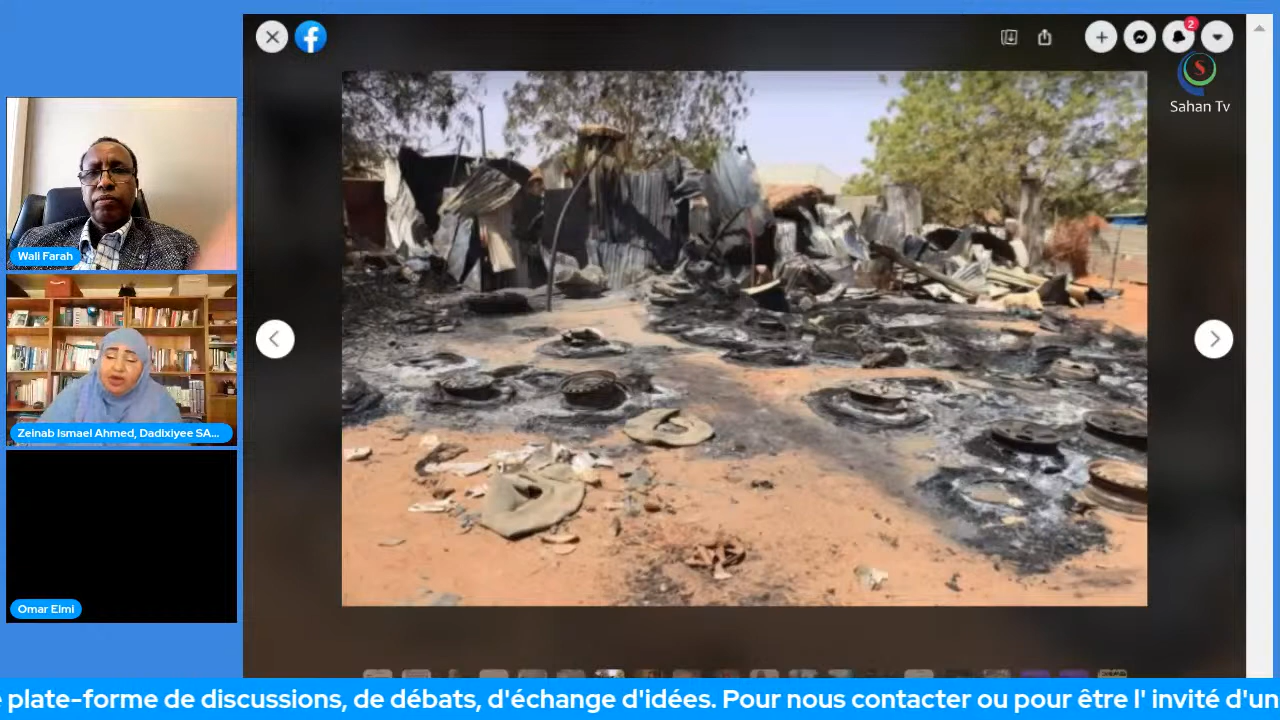 2
S
Sahan Tv
Wali Farah
Zeinab Ismael Ahmed, Dadixiyee SA...
Omar Elmi
plate-forme de discussions, de débats, d'échange d'idées. Pour nous contacter ou pour être l' invité d'un